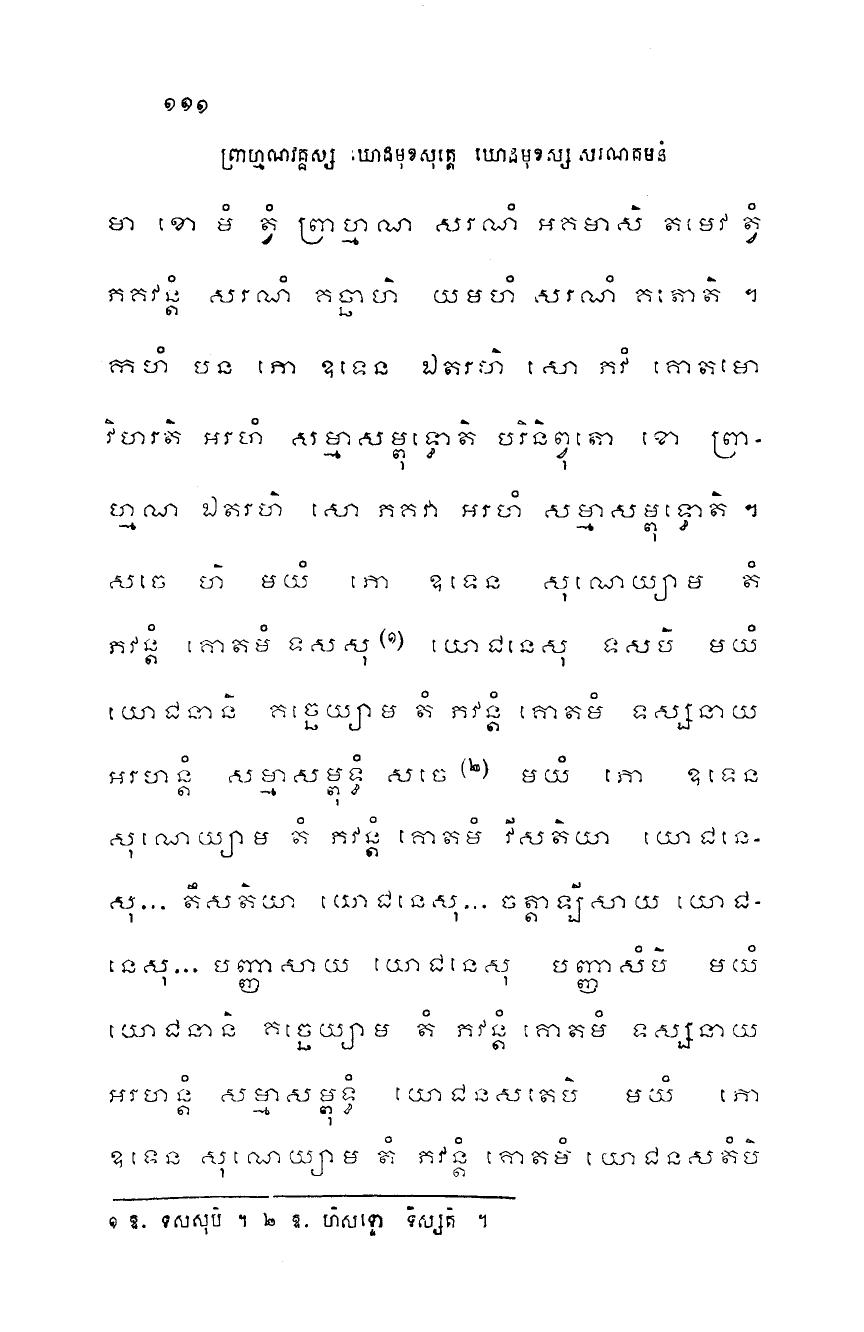 ១១១
ព្រាហ្មណវគ្គស្ស ឃោដមុខសុត្តេ ឃោដមុខស្ស សរណគមនំ
មា ខោ មំ ត្វំ ព្រាហ្មណ សរណំ អគមាសិ តមេវ ត្វំ
ភគវន្តំ សរណំ គច្ឆាហិ យមហំ សរណំ គតោតិ ។
កហំ បន ភោ ឧទេន ឯតរហិ សោ ភវំ គោតមោ
វិហរតិ អរហំ សម្មាសម្ពុទ្ធោតិ បរិនិព្វុតោ ខោ ព្រា-
ហ្មណ ឯតរហិ សោ ភគវា អរហំ សម្មាសម្ពុទ្ធោតិ ។
សចេ ហិ មយំ ភោ ឧទេន សុណេយ្យាម តំ
ភវន្តំ គោតមំ ទសសុ(១) យោជនេសុ ទសបិ មយំ
យោជនានិ គច្ឆេយ្យាម តំ ភវន្តំ គោតមំ ទស្សនាយ
អរហន្តំ សម្មាសម្ពុទ្ធំ សចេ(២) មយំ ភោ ឧទេន
សុណេយ្យាម តំ ភវន្តំ គោតមំ វីសតិយា យោជនេ-
សុ... តឹសតិយា យោជនេសុ... ចត្តាឡីសាយ យោជ-
នេសុ... បញ្ញាសាយ យោជនេសុ បញ្ញាសំបិ មយំ
យោជនានិ គច្ឆេយ្យាម តំ ភវន្តំ គោតមំ ទស្សនាយ
អរហន្តំ សម្មាសម្ពុទ្ធំ យោជនសតេបិ មយំ ភោ
ឧទេន សុណេយ្យាម តំ ភវន្តំ គោតមំ យោជនសតំបិ
១ ឱ. ទសសុបិ ។ ២ ឱ. ហិសទ្ទោ ទិស្សតិ ។